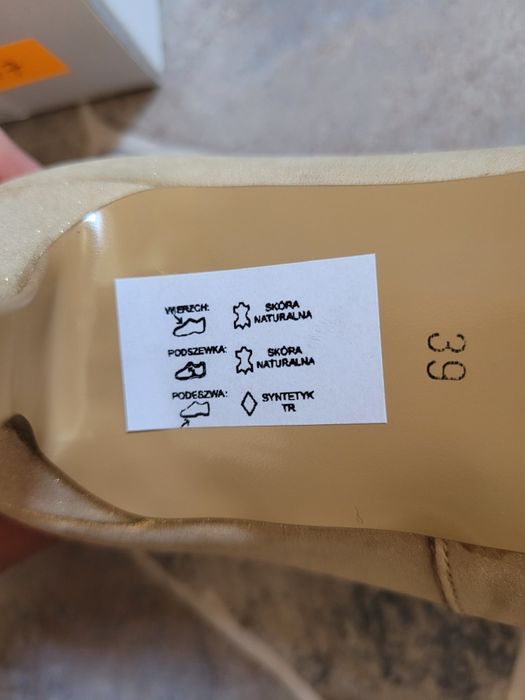 WIERZCH:
SKÓRA
NATURALNA
PODSZEWKA:
SKÓRA
NATURALNA
PODESZWA:
SYNTETYK
TR
39